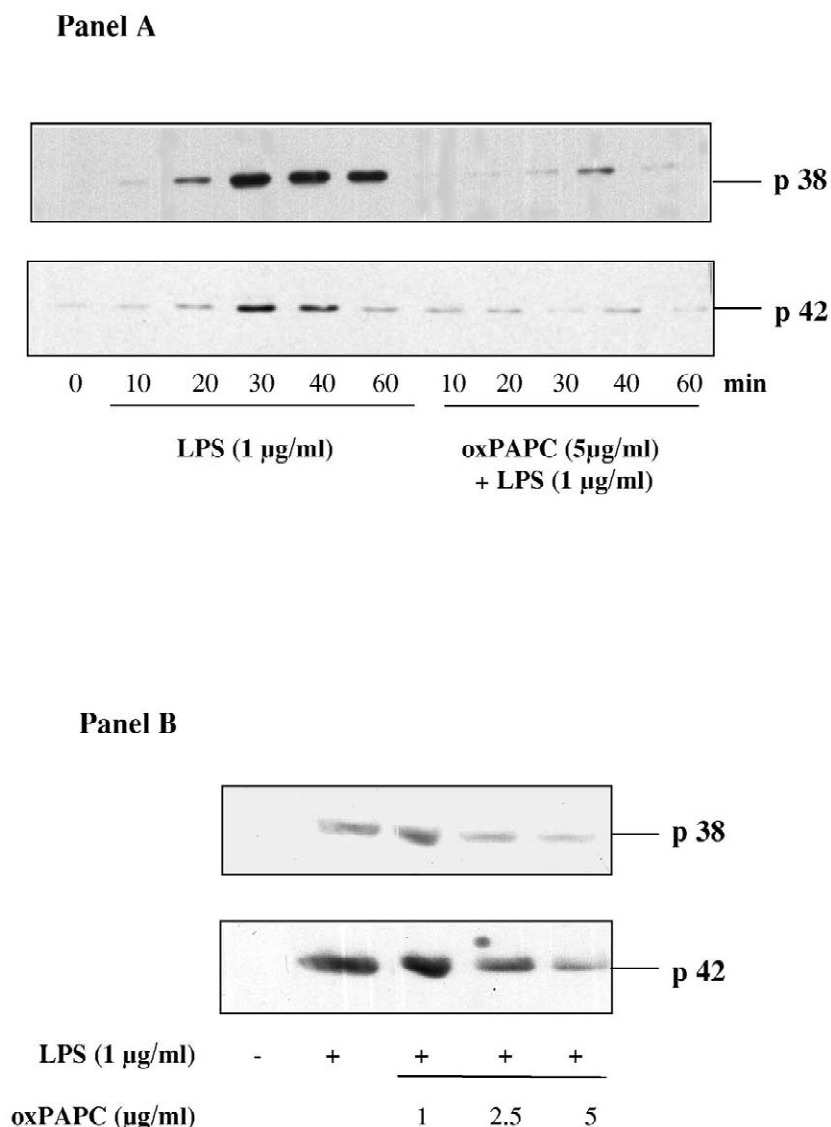 Panel A
p 38
p 42
0 10 20 30 40 60 10 20 30 40 60 min
LPS (1 µg/ml) oxPAPC (5µg/ml)
+ LPS (1 µg/ml)
Panel B
p 38
p 42
LPS (1 µg/ml) - + + + +
oxPAPC (µg/ml) 1 2.5 5